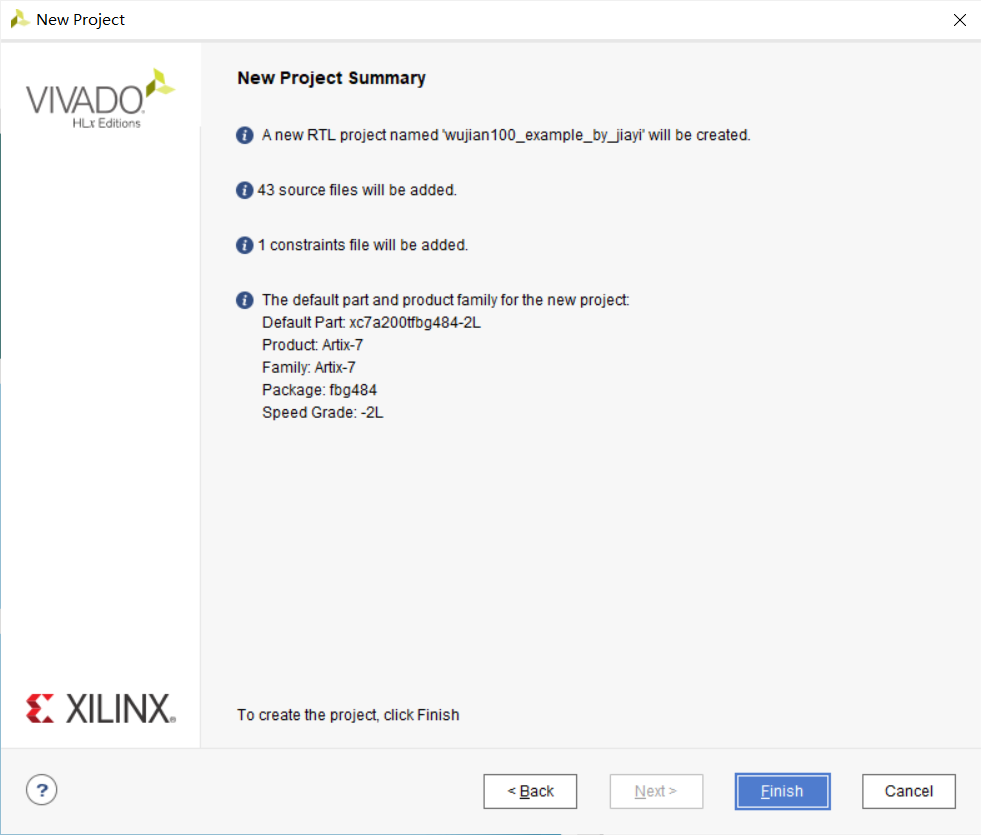 New Project
VIVADO
HLx Editions
New Project Summary
A new RTL project named 'wujian100_example_by_jiayi' will be created.
43 source files will be added.
1 constraints file will be added.
The default part and product family for the new project:
Default Part: xc7a200tfbg484-2L
Product: Artix-7
Family: Artix-7
Package: fbg484
Speed Grade: -2L
XILINX
To create the project, click Finish
?
< Back
Next >
Finish
Cancel